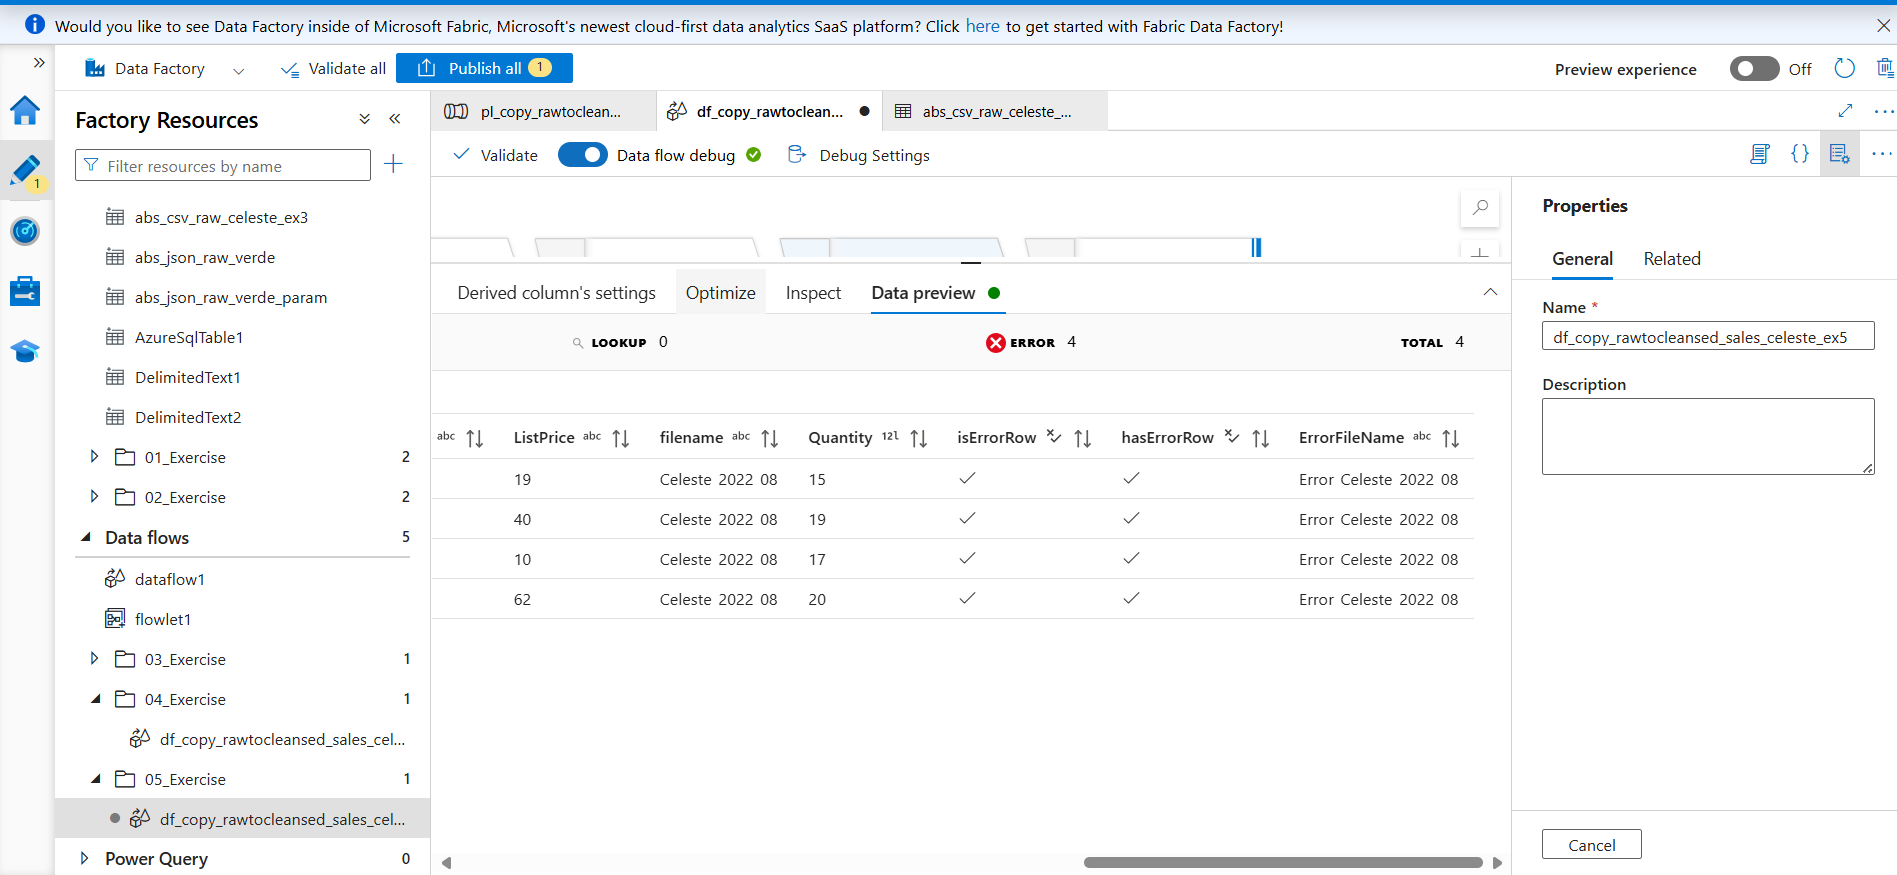 Would you like to see Data Factory inside of Microsoft Fabric, Microsoft's newest cloud-first data analytics SaaS platform? Click here to get started with Fabric Data Factory!
Data Factory
Validate all
Publish all 1
Preview experience
Off
1
Factory Resources
Filter resources by name
abs_csv_raw_celeste_ex3
abs_json_raw_verde
abs_json_raw_verde_param
AzureSqlTable1
DelimitedText1
DelimitedText2
01_Exercise 2
02_Exercise 2
Data flows 5
dataflow1
flowlet1
03_Exercise 1
04_Exercise 1
df_copy_rawtocleansed_sales_cel...
05_Exercise 1
df_copy_rawtocleansed_sales_cel...
Power Query 0
pl_copy_rawtoclean...
df_copy_rawtoclean...
abs_csv_raw_celeste_...
Validate
Data flow debug
Debug Settings
Derived column's settings
Optimize
Inspect
Data preview
LOOKUP 0
ERROR 4
TOTAL 4
abc ListPrice abc filename abc Quantity 12l isErrorRow hasErrorRow ErrorFileName abc
19 Celeste 2022 08 15 Error Celeste 2022 08
40 Celeste 2022 08 19 Error Celeste 2022 08
10 Celeste 2022 08 17 Error Celeste 2022 08
62 Celeste 2022 08 20 Error Celeste 2022 08
Properties
General
Related
Name *
df_copy_rawtocleansed_sales_celeste_ex5
Description
Cancel